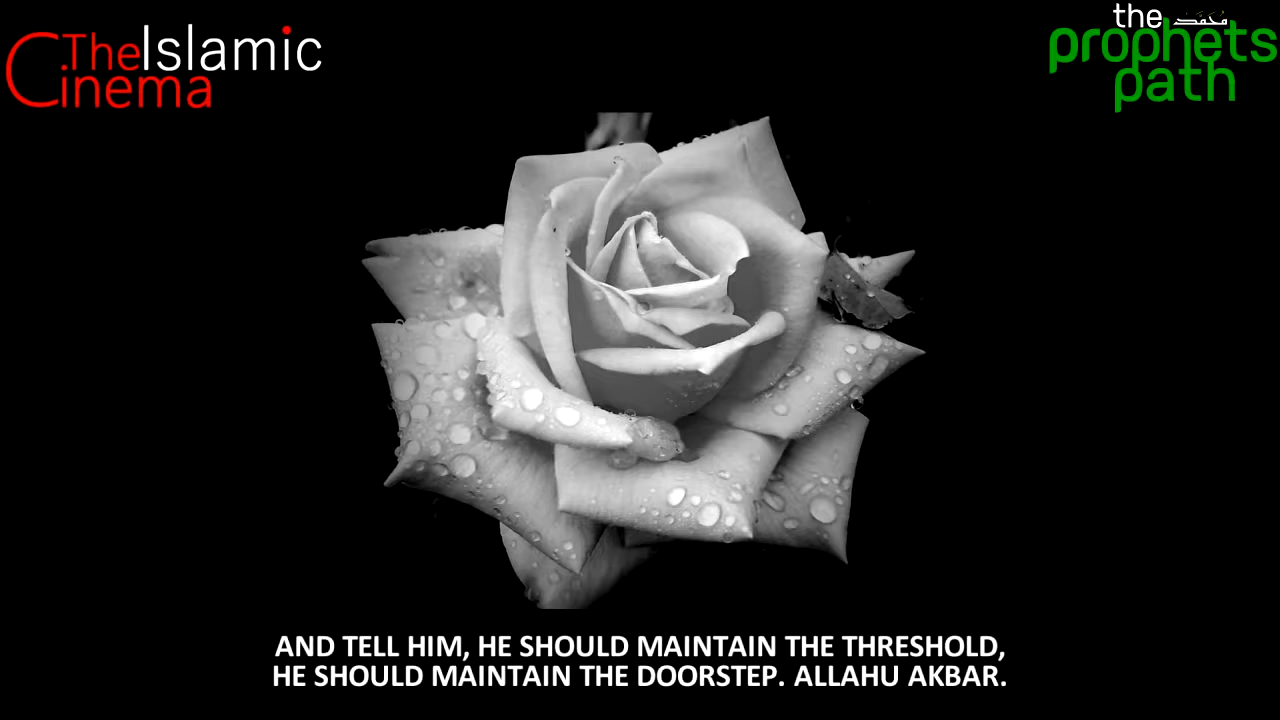 TheIslamic
Cinema
the محمد
prophets
path
AND TELL HIM, HE SHOULD MAINTAIN THE THRESHOLD,
HE SHOULD MAINTAIN THE DOORSTEP. ALLAHU AKBAR.